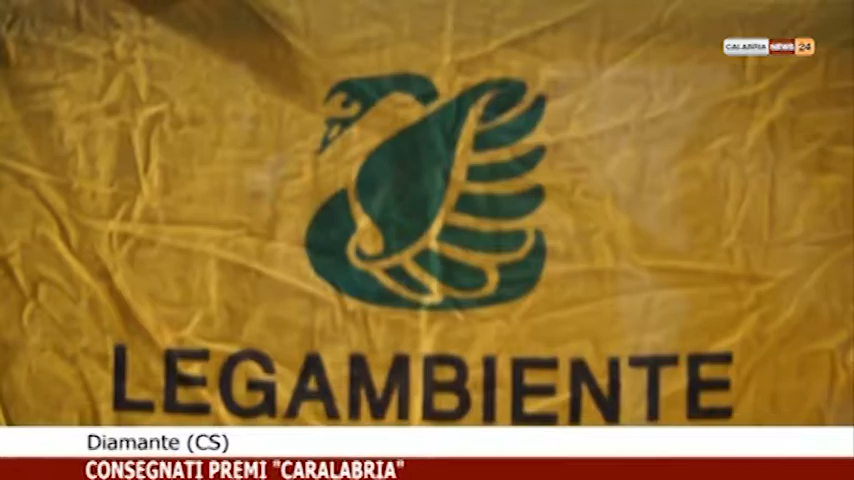 CALABRIA NEWS 24
LEGAMBIENTE
Diamante (CS)
CONSEGNATI PREMI "CARALABRIA"